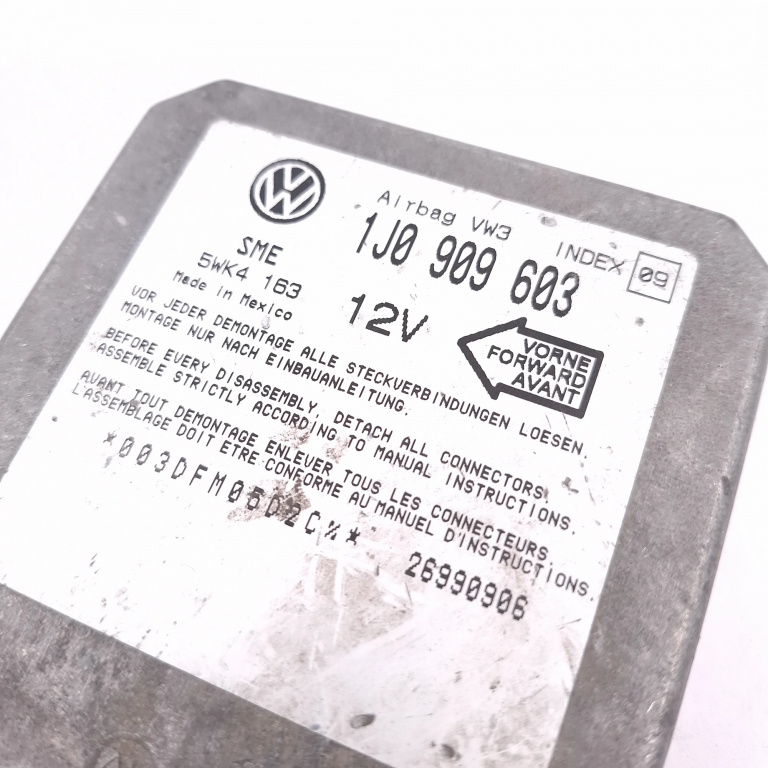 Airbag VW3
1J0 909 603
INDEX 09
SME
5WK4 163
Made in Mexico
12V
VORNE
FORWARD
AVANT
VOR JEDER DEMONTAGE ALLE STECKVERBINDUNGEN LOESEN.
MONTAGE NUR NACH EINBAUANLEITUNG.
BEFORE EVERY DISASSEMBLY, DETACH ALL CONNECTORS.
ASSEMBLE STRICTLY ACCORDING TO MANUAL INSTRUCTIONS.
AVANT TOUT DEMONTAGE ENLEVER TOUS LES CONNECTEURS
L'ASSEMBLAGE DOIT ETRE CONFORME AU MANUEL D'INSTRUCTIONS.
*003DFM05D2C%*
26990906